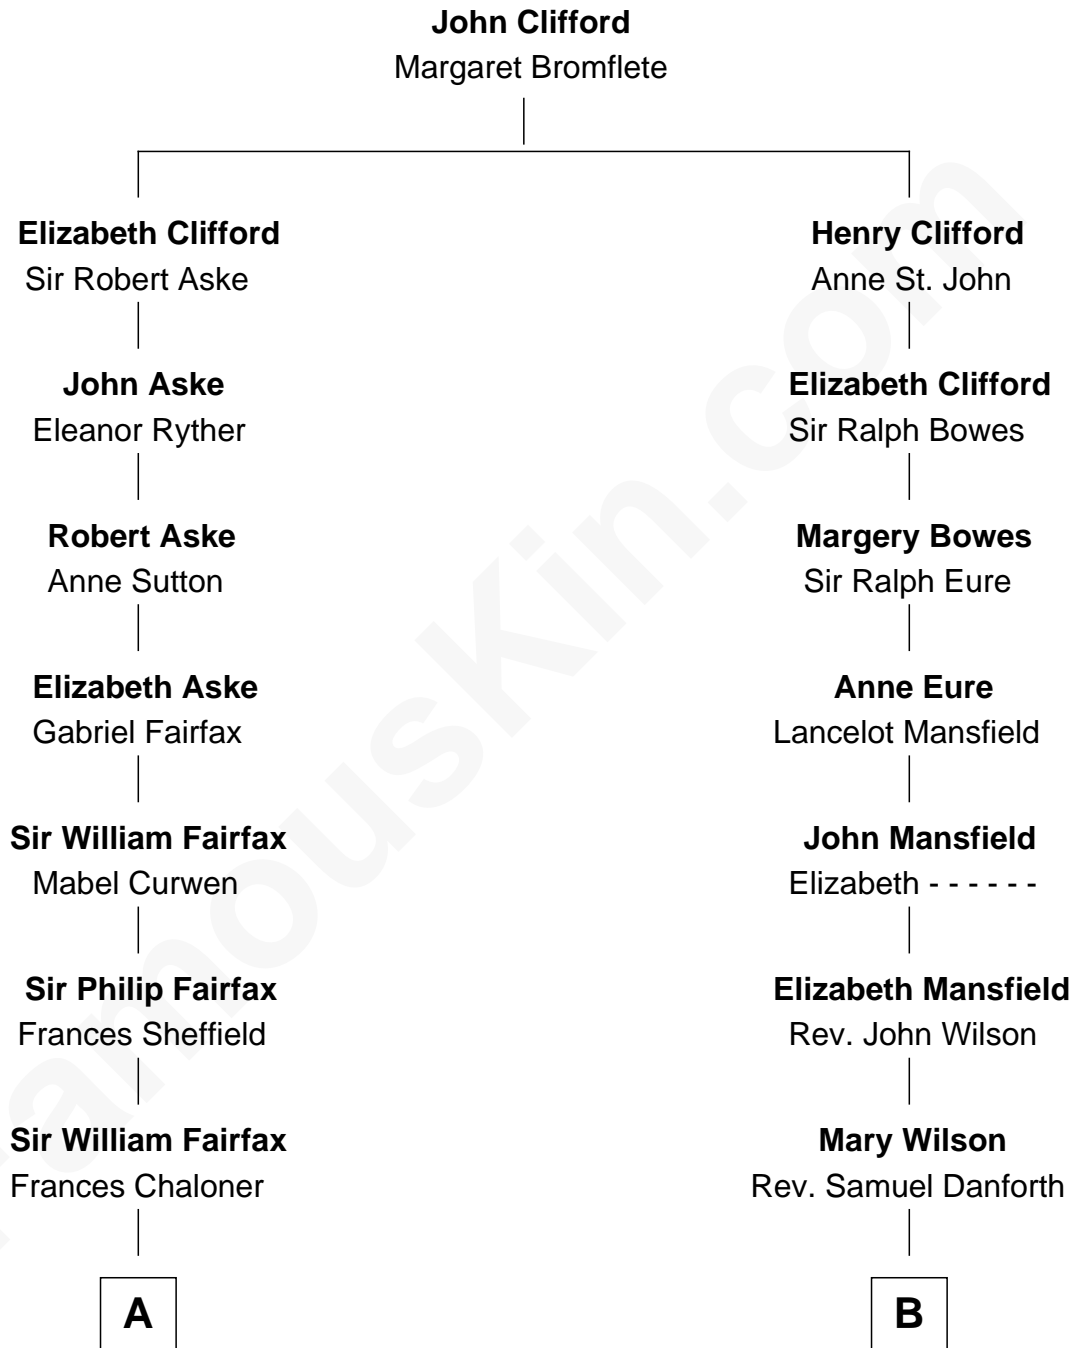 John Clifford
Margaret Bromflete
Elizabeth Clifford
Sir Robert Aske
Henry Clifford
Anne St. John
John Aske
Eleanor Ryther
Elizabeth Clifford
Sir Ralph Bowes
Robert Aske
Anne Sutton
Margery Bowes
Sir Ralph Eure
Elizabeth Aske
Gabriel Fairfax
Anne Eure
Lancelot Mansfield
Sir William Fairfax
Mabel Curwen
John Mansfield
Elizabeth - - - - - -
Sir Philip Fairfax
Frances Sheffield
Elizabeth Mansfield
Rev. John Wilson
Sir William Fairfax
Frances Chaloner
Mary Wilson
Rev. Samuel Danforth
A
B
FamousKin.com